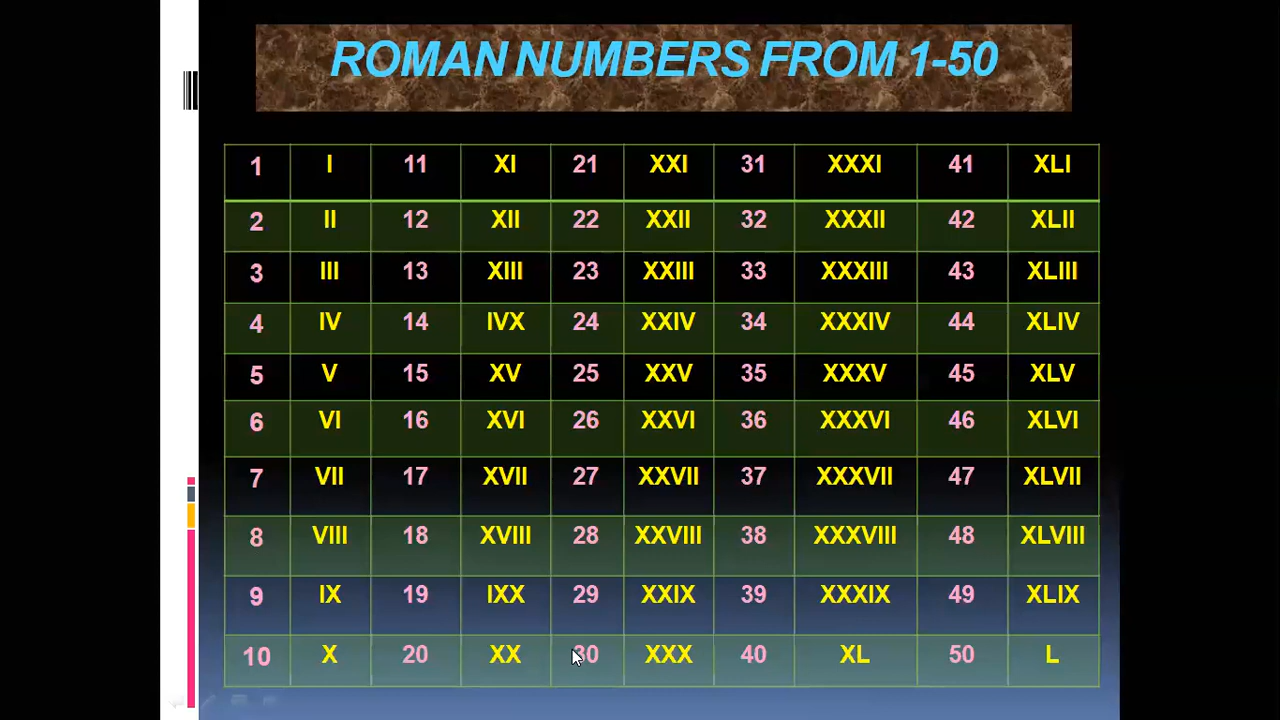 ROMAN NUMBERS FROM 1-50
1 I 11 XI 21 XXI 31 XXXI 41 XLI
2 II 12 XII 22 XXII 32 XXXII 42 XLII
3 III 13 XIII 23 XXIII 33 XXXIII 43 XLIII
4 IV 14 IVX 24 XXIV 34 XXXIV 44 XLIV
5 V 15 XV 25 XXV 35 XXXV 45 XLV
6 VI 16 XVI 26 XXVI 36 XXXVI 46 XLVI
7 VII 17 XVII 27 XXVII 37 XXXVII 47 XLVII
8 VIII 18 XVIII 28 XXVIII 38 XXXVIII 48 XLVIII
9 IX 19 IXX 29 XXIX 39 XXXIX 49 XLIX
10 X 20 XX 30 XXX 40 XL 50 L